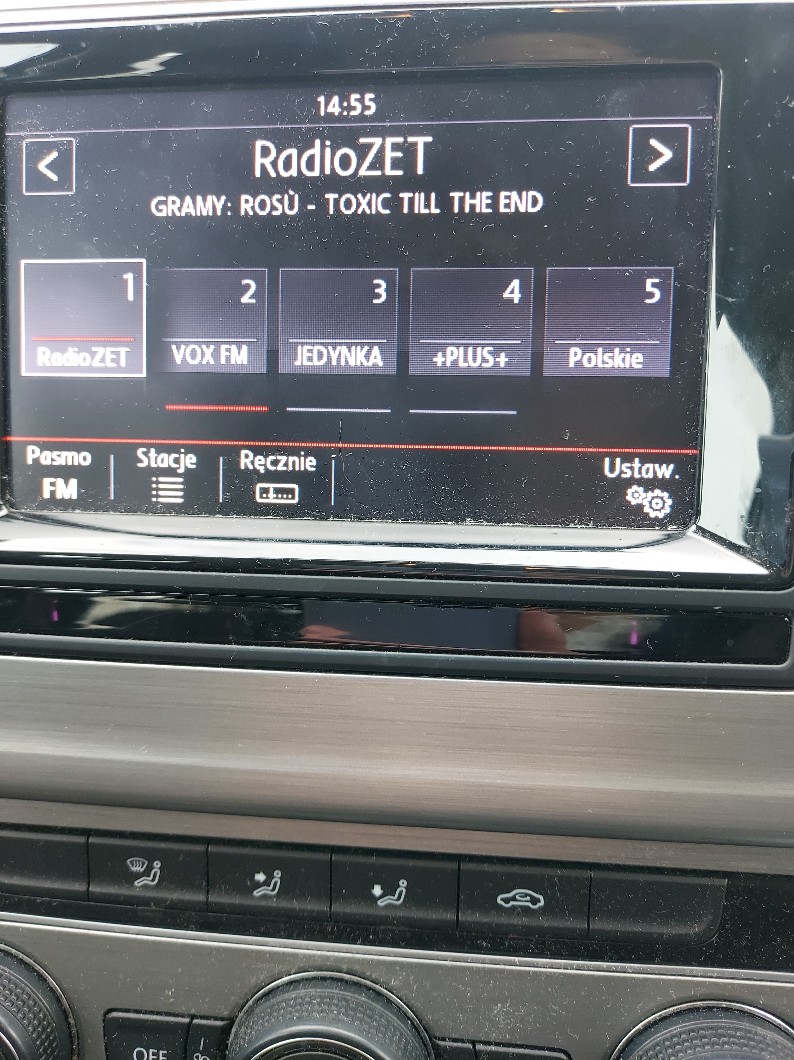 14:55
<
RadioZET
>
GRAMY: ROSÙ - TOXIC TILL THE END
1 2 3 4 5
RadioZET VOX FM JEDYNKA +PLUS+ Polskie
Pasmo Stacje Ręcznie Ustaw.
FM
OFF